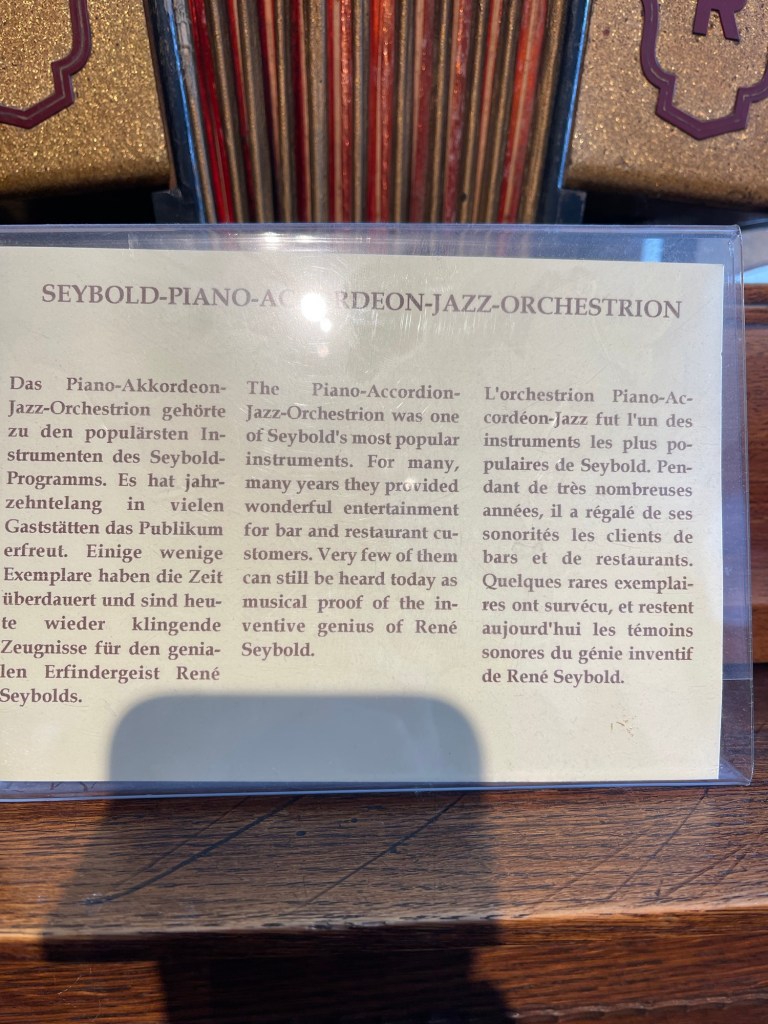 R
SEYBOLD-PIANO-ACCORDEON-JAZZ-ORCHESTRION
Das Piano-Akkordeon-
Jazz-Orchestrion gehörte
zu den populärsten In-
strumenten des Seybold-
Programms. Es hat jahr-
zehntelang in vielen
Gaststätten das Publikum
erfreut. Einige wenige
Exemplare haben die Zeit
überdauert und sind heu-
te wieder klingende
Zeugnisse für den genia-
len Erfindergeist René
Seybolds.
The Piano-Accordion-
Jazz-Orchestrion was one
of Seybold's most popular
instruments. For many,
many years they provided
wonderful entertainment
for bar and restaurant cu-
stomers. Very few of them
can still be heard today as
musical proof of the in-
ventive genius of René
Seybold.
L'orchestrion Piano-Ac-
cordéon-Jazz fut l'un des
instruments les plus po-
pulaires de Seybold. Pen-
dant de très nombreuses
années, il a régalé de ses
sonorités les clients de
bars et de restaurants.
Quelques rares exemplai-
res ont survécu, et restent
aujourd'hui les témoins
sonores du génie inventif
de René Seybold.